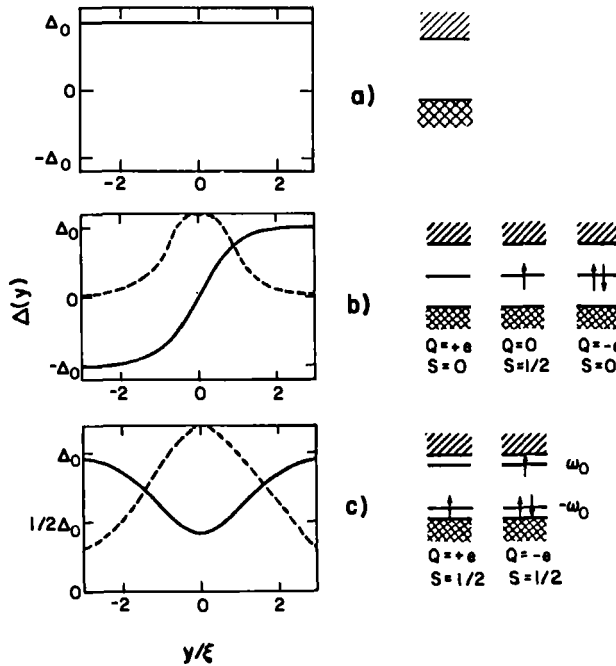 Δ₀
0
-Δ₀
-2 0 2
a)
Δ(y)
Δ₀
0
-Δ₀
-2 0 2
b)
Q=+e Q=0 Q=-e
S=0 S=1/2 S=0
Δ₀
1/2Δ₀
0
-2 0 2
y/ξ
c)
ω₀
-ω₀
Q=+e Q=-e
S=1/2 S=1/2